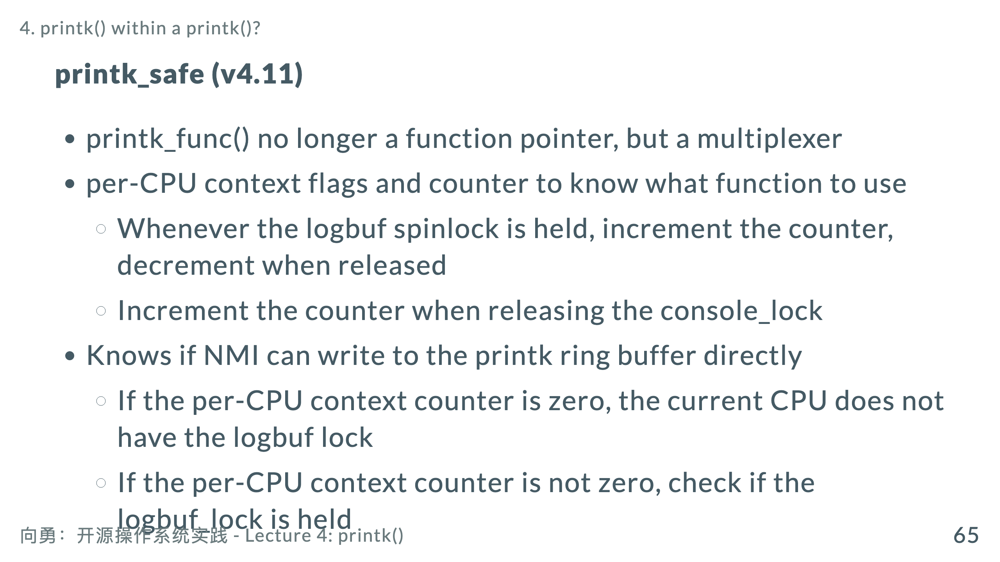 4. printk() within a printk()?
printk_safe (v4.11)
• printk_func() no longer a function pointer, but a multiplexer
• per-CPU context flags and counter to know what function to use
○ Whenever the logbuf spinlock is held, increment the counter,
decrement when released
○ Increment the counter when releasing the console_lock
• Knows if NMI can write to the printk ring buffer directly
○ If the per-CPU context counter is zero, the current CPU does not
have the logbuf lock
○ If the per-CPU context counter is not zero, check if the
logbuf_lock is held
向勇：开源操作系统实践 - Lecture 4: printk()
65